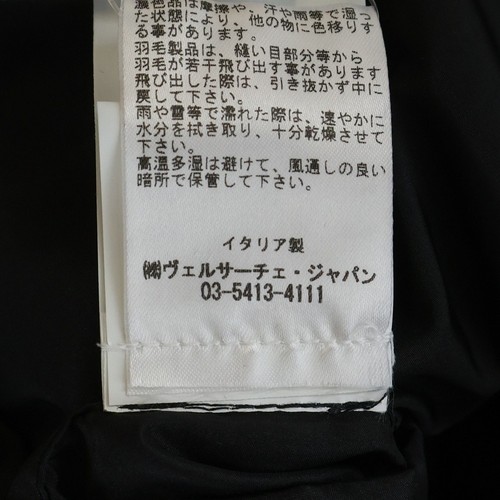 濃色品は摩擦や、汗や雨等で湿っ
た状態により、他の物に色移りす
る事があります。
羽毛製品は、縫い目部分等から
羽毛が若干飛び出す事があります
飛び出した際は、引き抜かず中に
戻して下さい。
雨や雪等で濡れた際は、速やかに
水分を拭き取り、十分乾燥させて
下さい。
高温多湿は避けて、風通しの良い
暗所で保管して下さい。
イタリア製
㈱ヴェルサーチェ・ジャパン
03-5413-4111